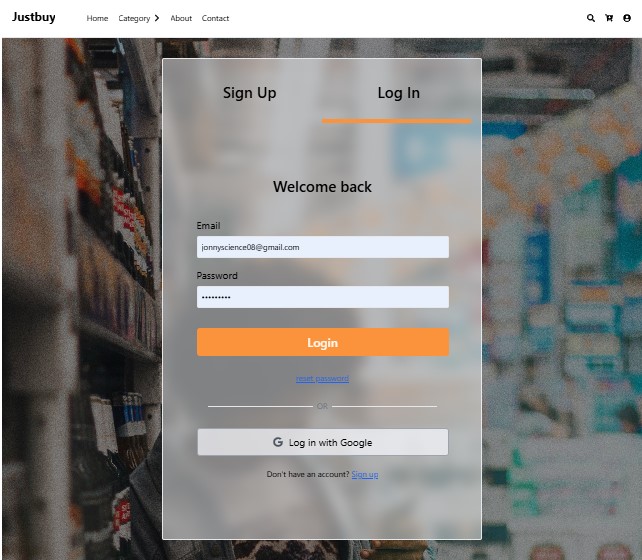 Justbuy
Home Category About Contact
Sign Up Log In
Welcome back
Email
jonnyscience08@gmail.com
Password
•••••••••
Login
reset password
OR
Log in with Google
Don't have an account? Sign up